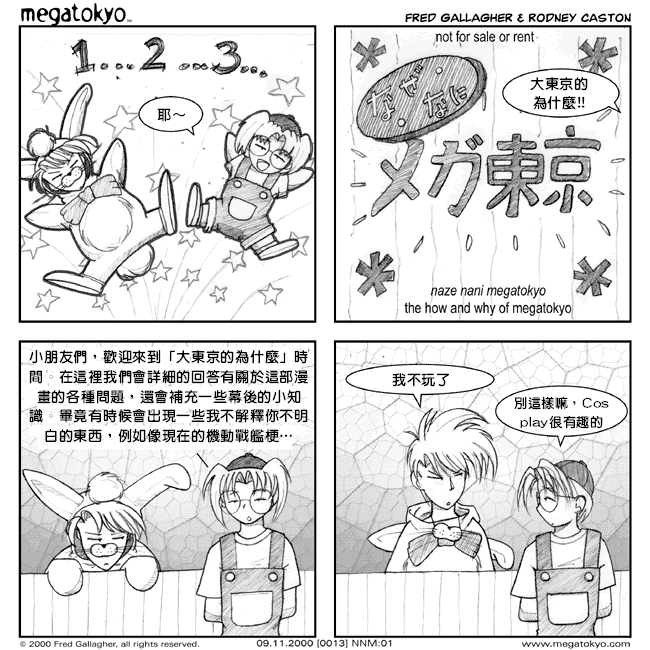 megatokyo™
FRED GALLAGHER & RODNEY CASTON
1...2...3...
耶～
not for sale or rent
なぜ・なに
大東京的
為什麼!!
メガ東京
naze nani megatokyo
the how and why of megatokyo
小朋友們，歡迎來到「大東京的為什麼」時
間。在這裡我們會詳細的回答有關於這部漫
畫的各種問題，還會補充一些幕後的小知
識。畢竟有時候會出現一些我不解釋你不明
白的東西，例如像現在的機動戰艦梗…
我不玩了
別這樣嘛，Cos
play很有趣的
© 2000 Fred Gallagher, all rights reserved.
09.11.2000 [0013] NNM:01
www.megatokyo.com